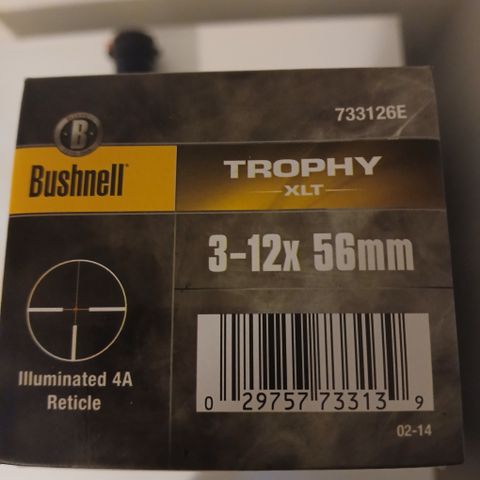 733126E
B
Bushnell
TROPHY
XLT
3-12x 56mm
Illuminated 4A
Reticle
0 29757 73313 9
02-14